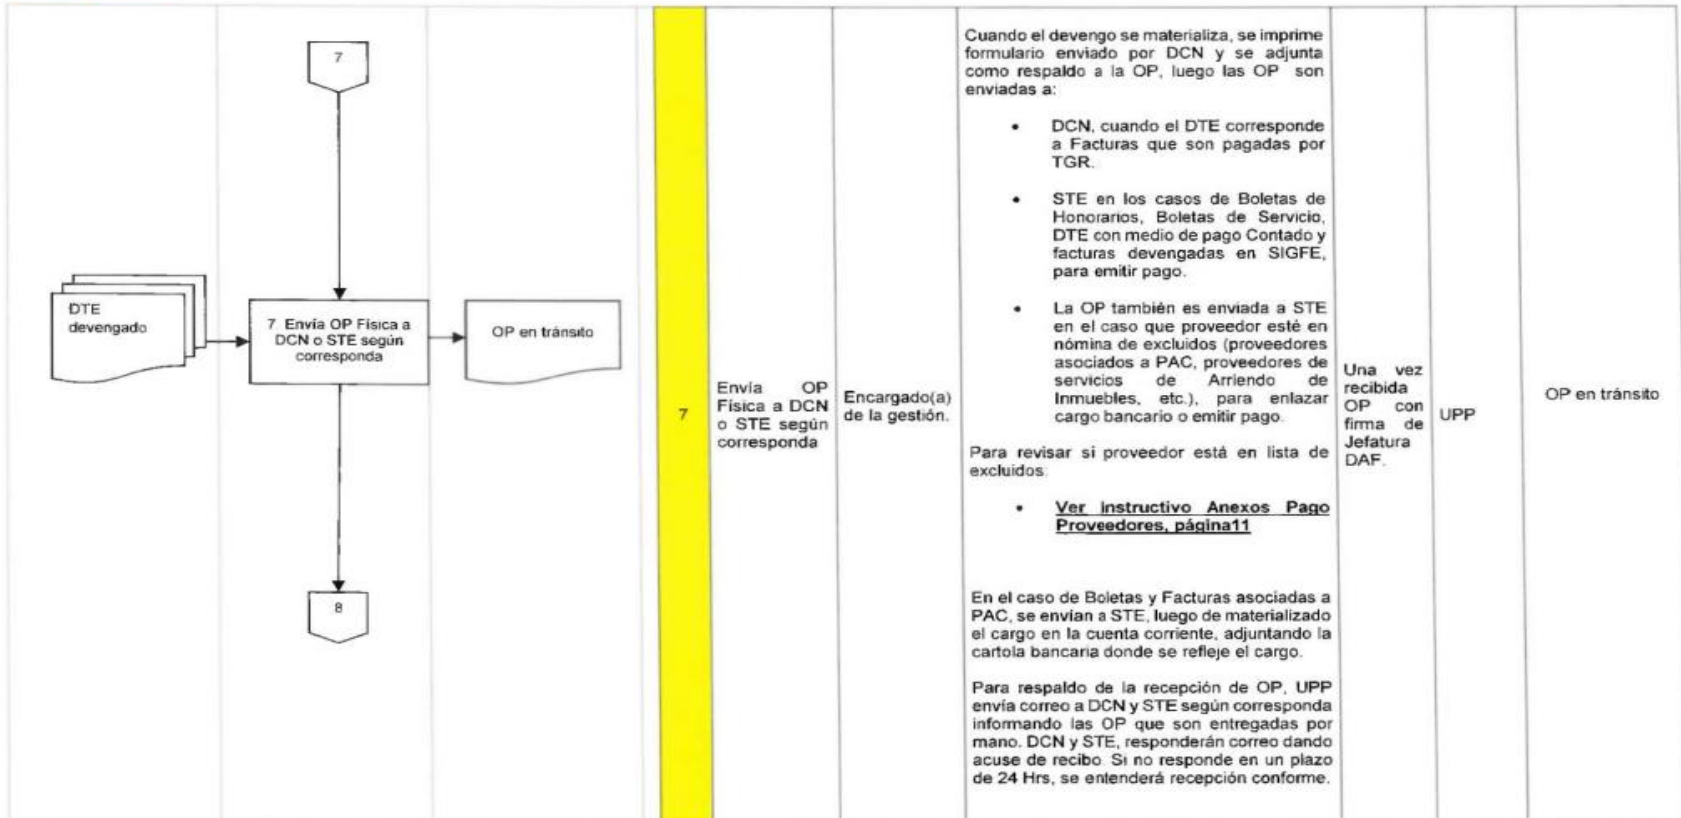 7
DTE
devengado
7. Envía OP Física a
DCN o STE según
corresponda
OP en tránsito
8
7
Envía OP
Física a DCN
o STE según
corresponda
Encargado(a)
de la gestión.
Cuando el devengo se materializa, se imprime
formulario enviado por DCN y se adjunta
como respaldo a la OP, luego las OP son
enviadas a:
• DCN, cuando el DTE corresponde
a Facturas que son pagadas por
TGR.
• STE en los casos de Boletas de
Honorarios, Boletas de Servicio,
DTE con medio de pago Contado y
facturas devengadas en SIGFE,
para emitir pago.
• La OP también es enviada a STE
en el caso que proveedor esté en
nómina de excluidos (proveedores
asociados a PAC, proveedores de
servicios de Arriendo de
Inmuebles, etc.), para enlazar
cargo bancario o emitir pago.
Para revisar si proveedor está en lista de
excluidos:
• Ver instructivo Anexos Pago
Proveedores, página11
En el caso de Boletas y Facturas asociadas a
PAC, se envían a STE, luego de materializado
el cargo en la cuenta corriente, adjuntando la
cartola bancaria donde se refleje el cargo.
Para respaldo de la recepción de OP, UPP
envía correo a DCN y STE según corresponda
informando las OP que son entregadas por
mano. DCN y STE, responderán correo dando
acuse de recibo. Si no responde en un plazo
de 24 Hrs, se entenderá recepción conforme.
Una vez
recibida
OP con
firma de
Jefatura
DAF.
UPP
OP en tránsito